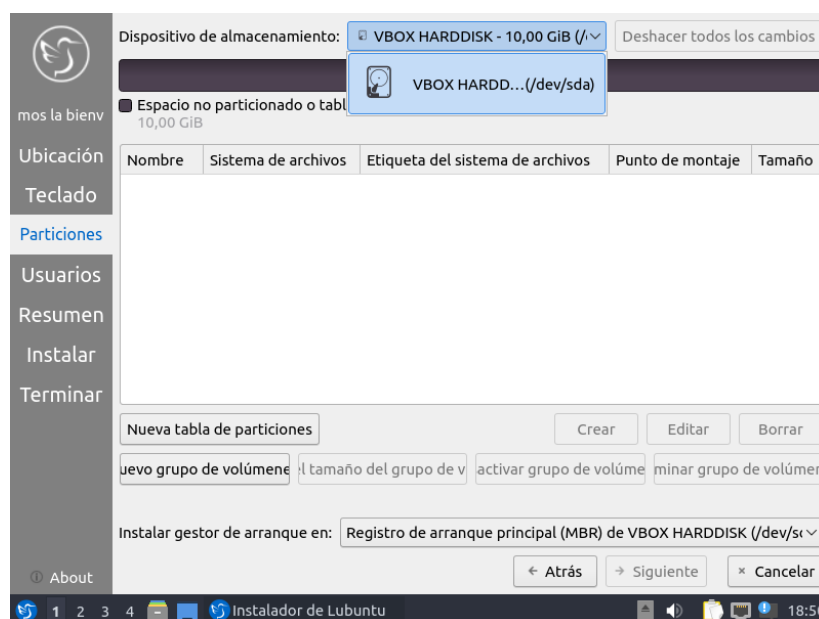 Dispositivo de almacenamiento: VBOX HARDDISK - 10,00 GiB (/ Deshacer todos los cambios
VBOX HARDD...(/dev/sda)
Espacio no particionado o tabl
10,00 GiB
mos la bienv
Ubicación
Teclado
Particiones
Usuarios
Resumen
Instalar
Terminar
Nombre Sistema de archivos Etiqueta del sistema de archivos Punto de montaje Tamaño
Nueva tabla de particiones Crear Editar Borrar
uevo grupo de volúmene el tamaño del grupo de v activar grupo de volúme minar grupo de volúmen
Instalar gestor de arranque en: Registro de arranque principal (MBR) de VBOX HARDDISK (/dev/s
Atrás Siguiente Cancelar
About
1 2 3 4 Instalador de Lubuntu 18:5